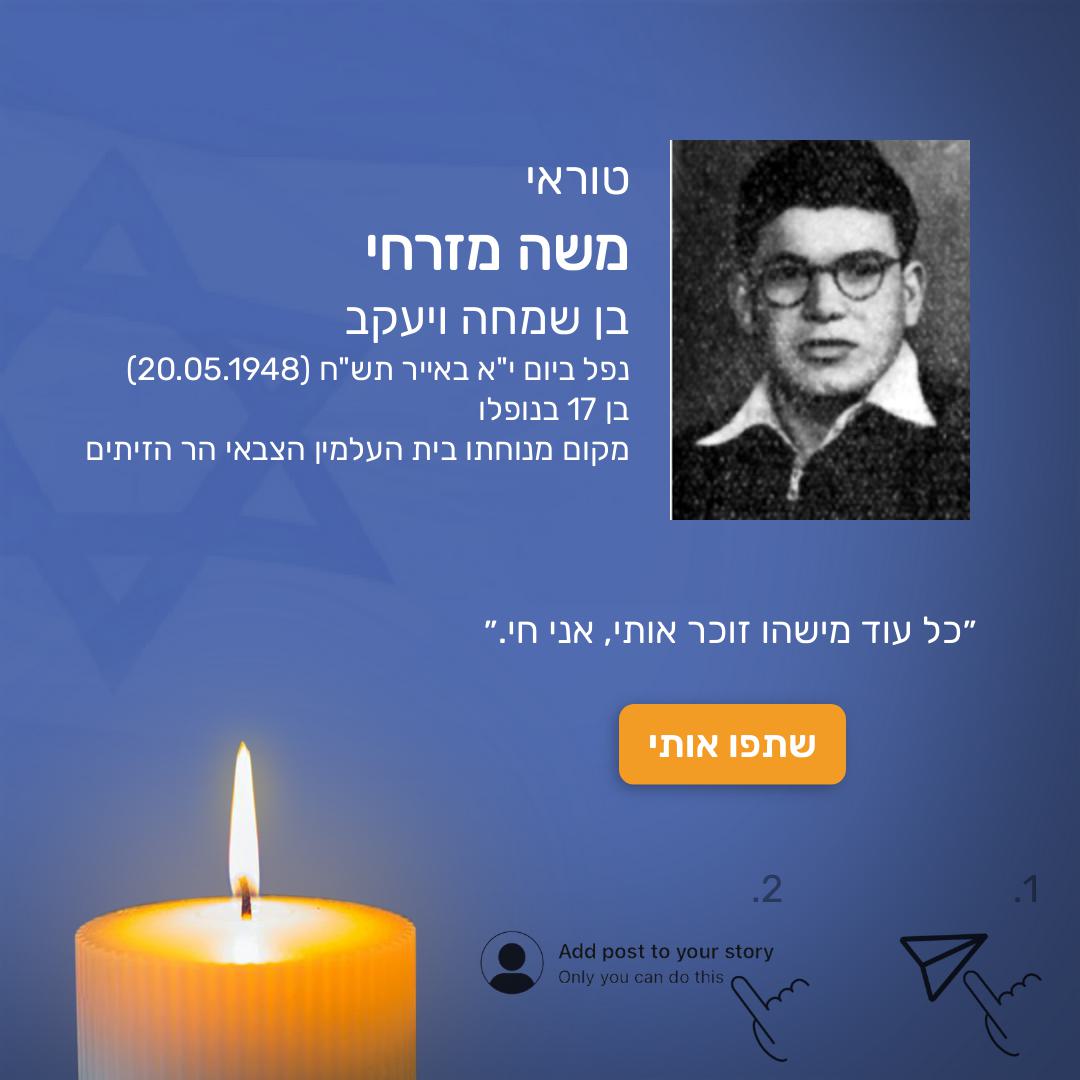 טוראי
משה מזרחי
בן שמחה ויעקב
נפל ביום י"א באייר תש"ח (20.05.1948)
בן 17 בנופלו
מקום מנוחתו בית העלמין הצבאי הר הזיתים
״כל עוד מישהו זוכר אותי, אני חי.״
שתפו אותי
1.
2.
Add post to your story
Only you can do this